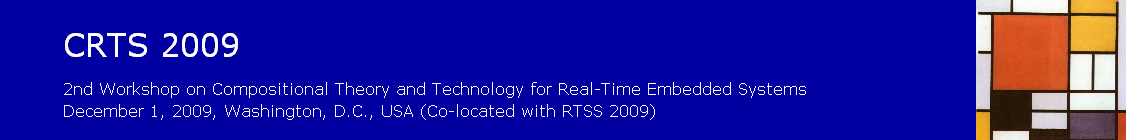 CRTS 2009
2nd Workshop on Compositional Theory and Technology for Real-Time Embedded Systems
December 1, 2009, Washington, D.C., USA (Co-located with RTSS 2009)